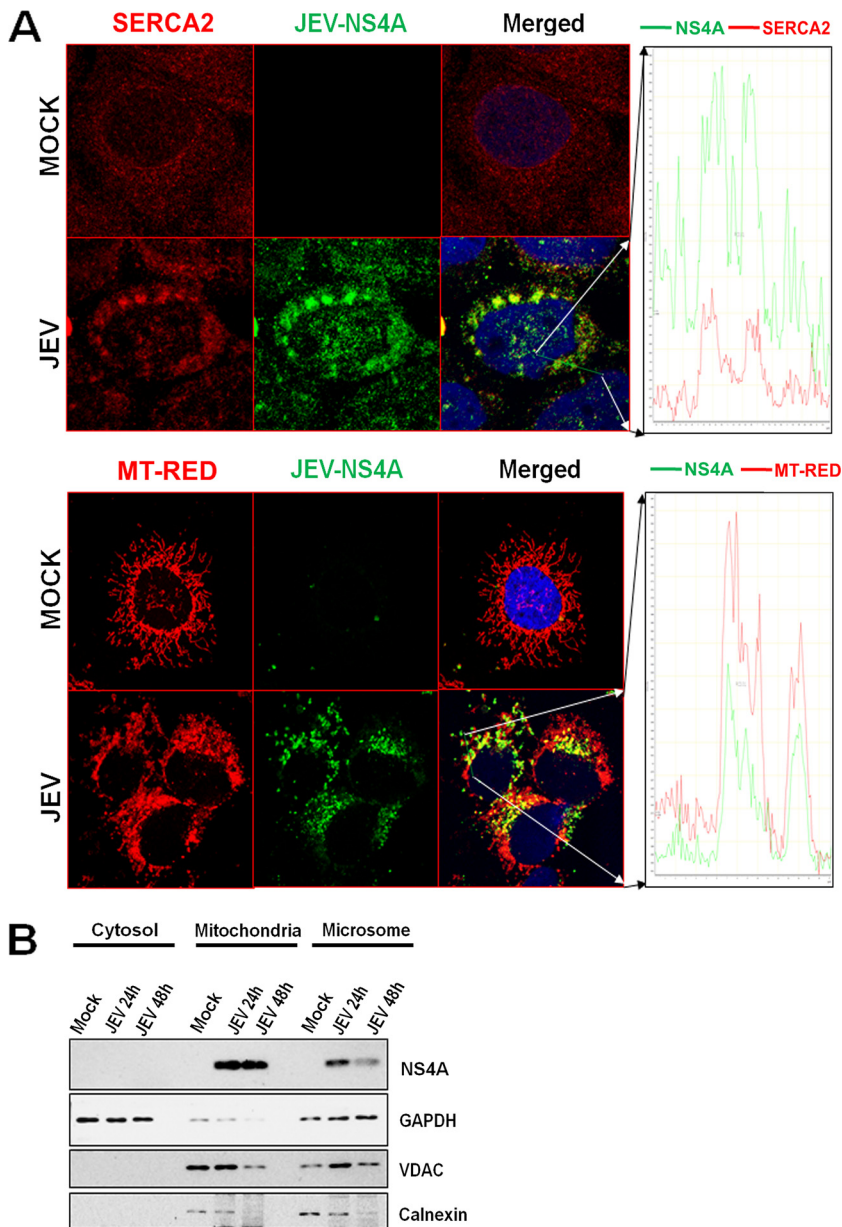 A
SERCA2 JEV-NS4A Merged NS4A SERCA2
MOCK
JEV
MT-RED JEV-NS4A Merged NS4A MT-RED
MOCK
JEV
B
Cytosol Mitochondria Microsome
Mock JEV 24h JEV 48h Mock JEV 24h JEV 48h Mock JEV 24h JEV 48h
NS4A
GAPDH
VDAC
Calnexin